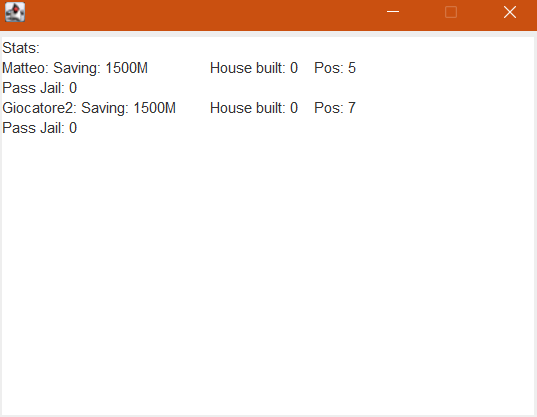 Stats:
Matteo: Saving: 1500M House built: 0 Pos: 5
Pass Jail: 0
Giocatore2: Saving: 1500M House built: 0 Pos: 7
Pass Jail: 0